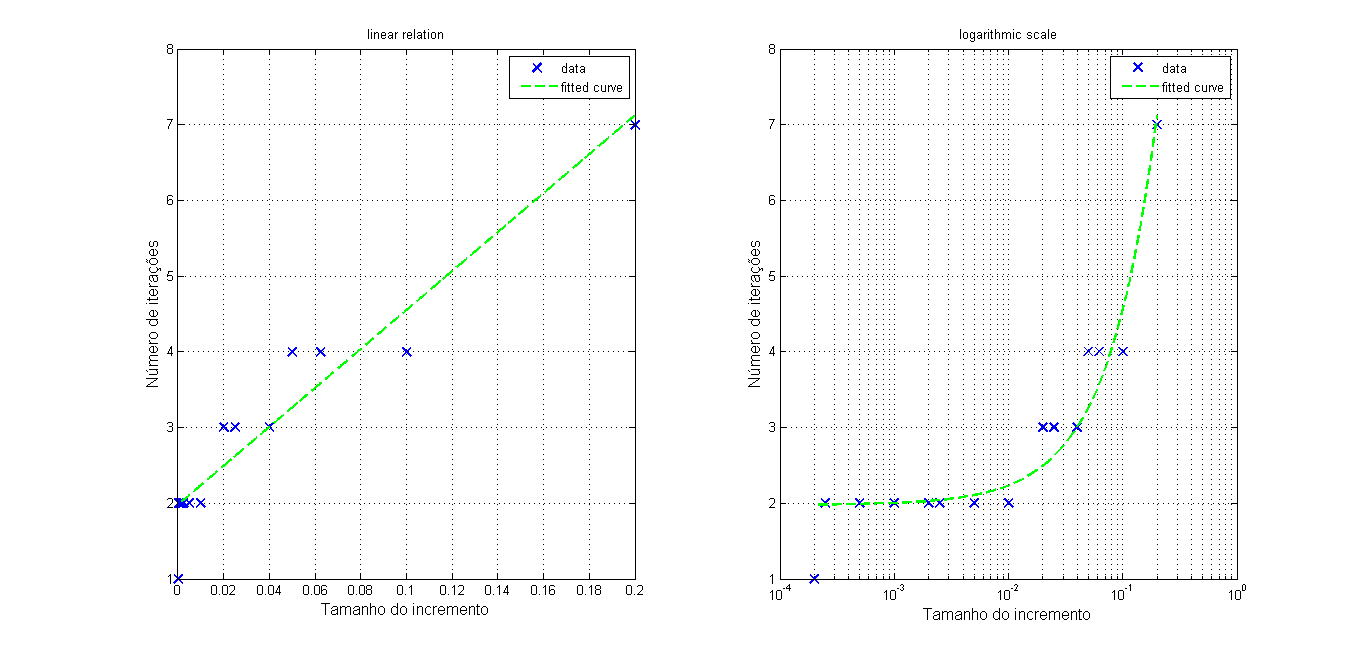 linear relation
8
7
6
5
4
3
2
1
0 0.02 0.04 0.06 0.08 0.1 0.12 0.14 0.16 0.18 0.2
Número de iterações
Tamanho do incremento
data
fitted curve
logarithmic scale
8
7
6
5
4
3
2
1
10^-4 10^-3 10^-2 10^-1 10^0
Número de iterações
Tamanho do incremento
data
fitted curve